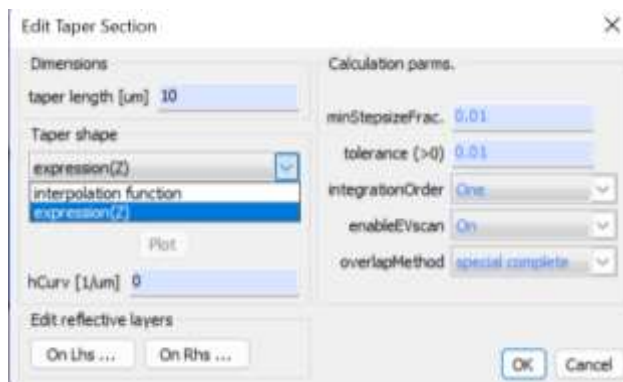 Edit Taper Section
Dimensions
taper length [um] 10
Taper shape
expression(Z)
interpolation function
expression(Z)
Plot
hCurv [1/um] 0
Edit reflective layers
On Lhs ... On Rhs ...
Calculation parms.
minStepsizeFrac. 0.01
tolerance (>0) 0.01
integrationOrder One
enableEVscan On
overlapMethod special complete
OK Cancel